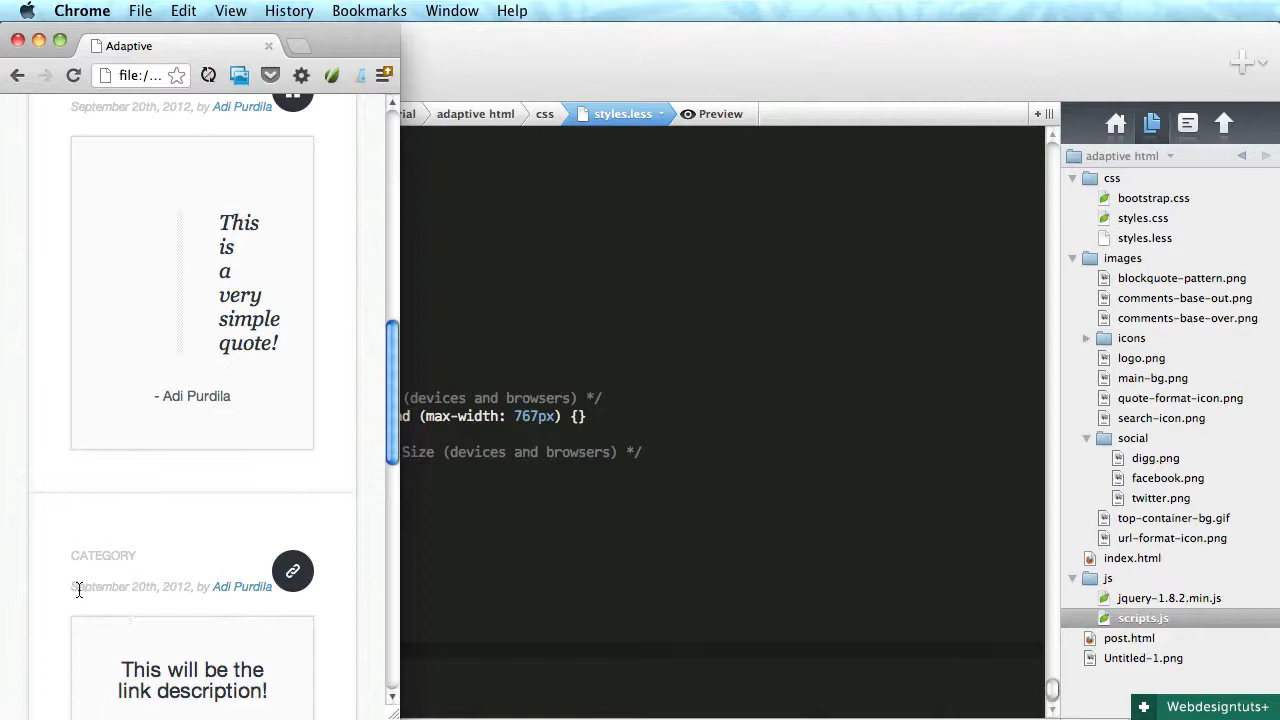 Chrome File Edit View History Bookmarks Window Help
Adaptive
file:/...
September 20th, 2012, by Adi Purdila
This
is
a
very
simple
quote!
- Adi Purdila
CATEGORY
September 20th, 2012, by Adi Purdila
This will be the
link description!
ial adaptive html css styles.less Preview
(devices and browsers) */
nd (max-width: 767px) {}
Size (devices and browsers) */
adaptive html
css
bootstrap.css
styles.css
styles.less
images
blockquote-pattern.png
comments-base-out.png
comments-base-over.png
icons
logo.png
main-bg.png
quote-format-icon.png
search-icon.png
social
digg.png
facebook.png
twitter.png
top-container-bg.gif
url-format-icon.png
index.html
js
jquery-1.8.2.min.js
scripts.js
post.html
Untitled-1.png
Webdesigntuts+